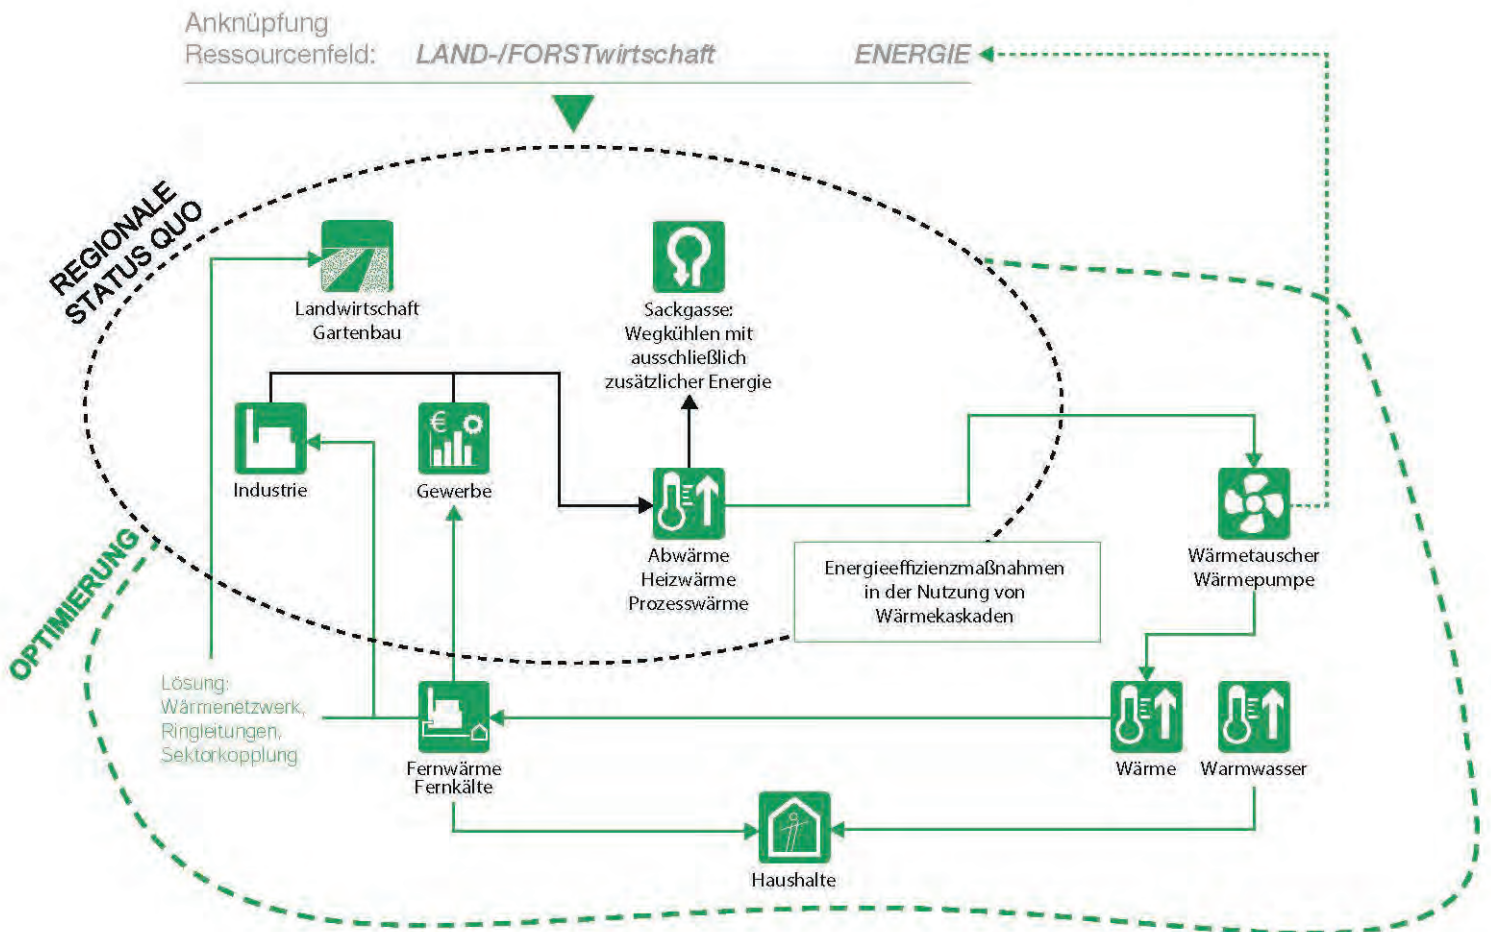 Anknüpfung
Ressourcenfeld: LAND-/FORSTwirtschaft ENERGIE
REGIONALE
STATUS QUO
Landwirtschaft
Gartenbau
Sackgasse:
Wegkühlen mit
ausschließlich
zusätzlicher Energie
€
Industrie
Gewerbe
Abwärme
Heizwärme
Prozesswärme
Energieeffizienzmaßnahmen
in der Nutzung von
Wärmekaskaden
Wärmetauscher
Wärmepumpe
OPTIMIERUNG
Lösung:
Wärmenetzwerk,
Ringleitungen,
Sektorkopplung
Fernwärme
Fernkälte
Wärme
Warmwasser
Haushalte